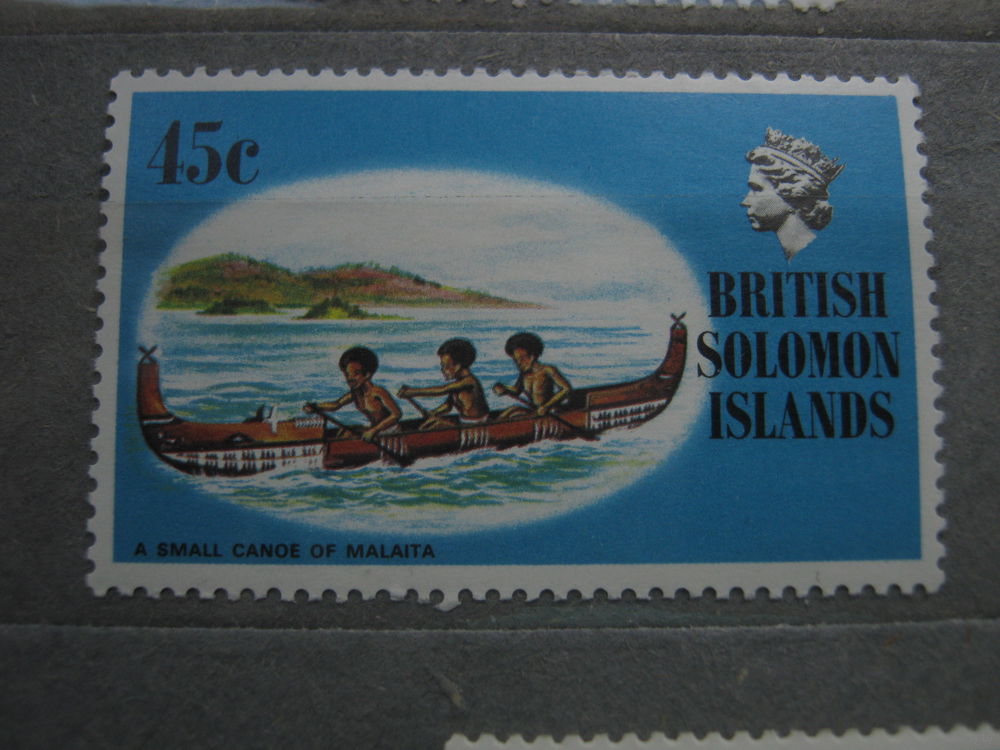 45c
BRITISH
SOLOMON
ISLANDS
A SMALL CANOE OF MALAITA